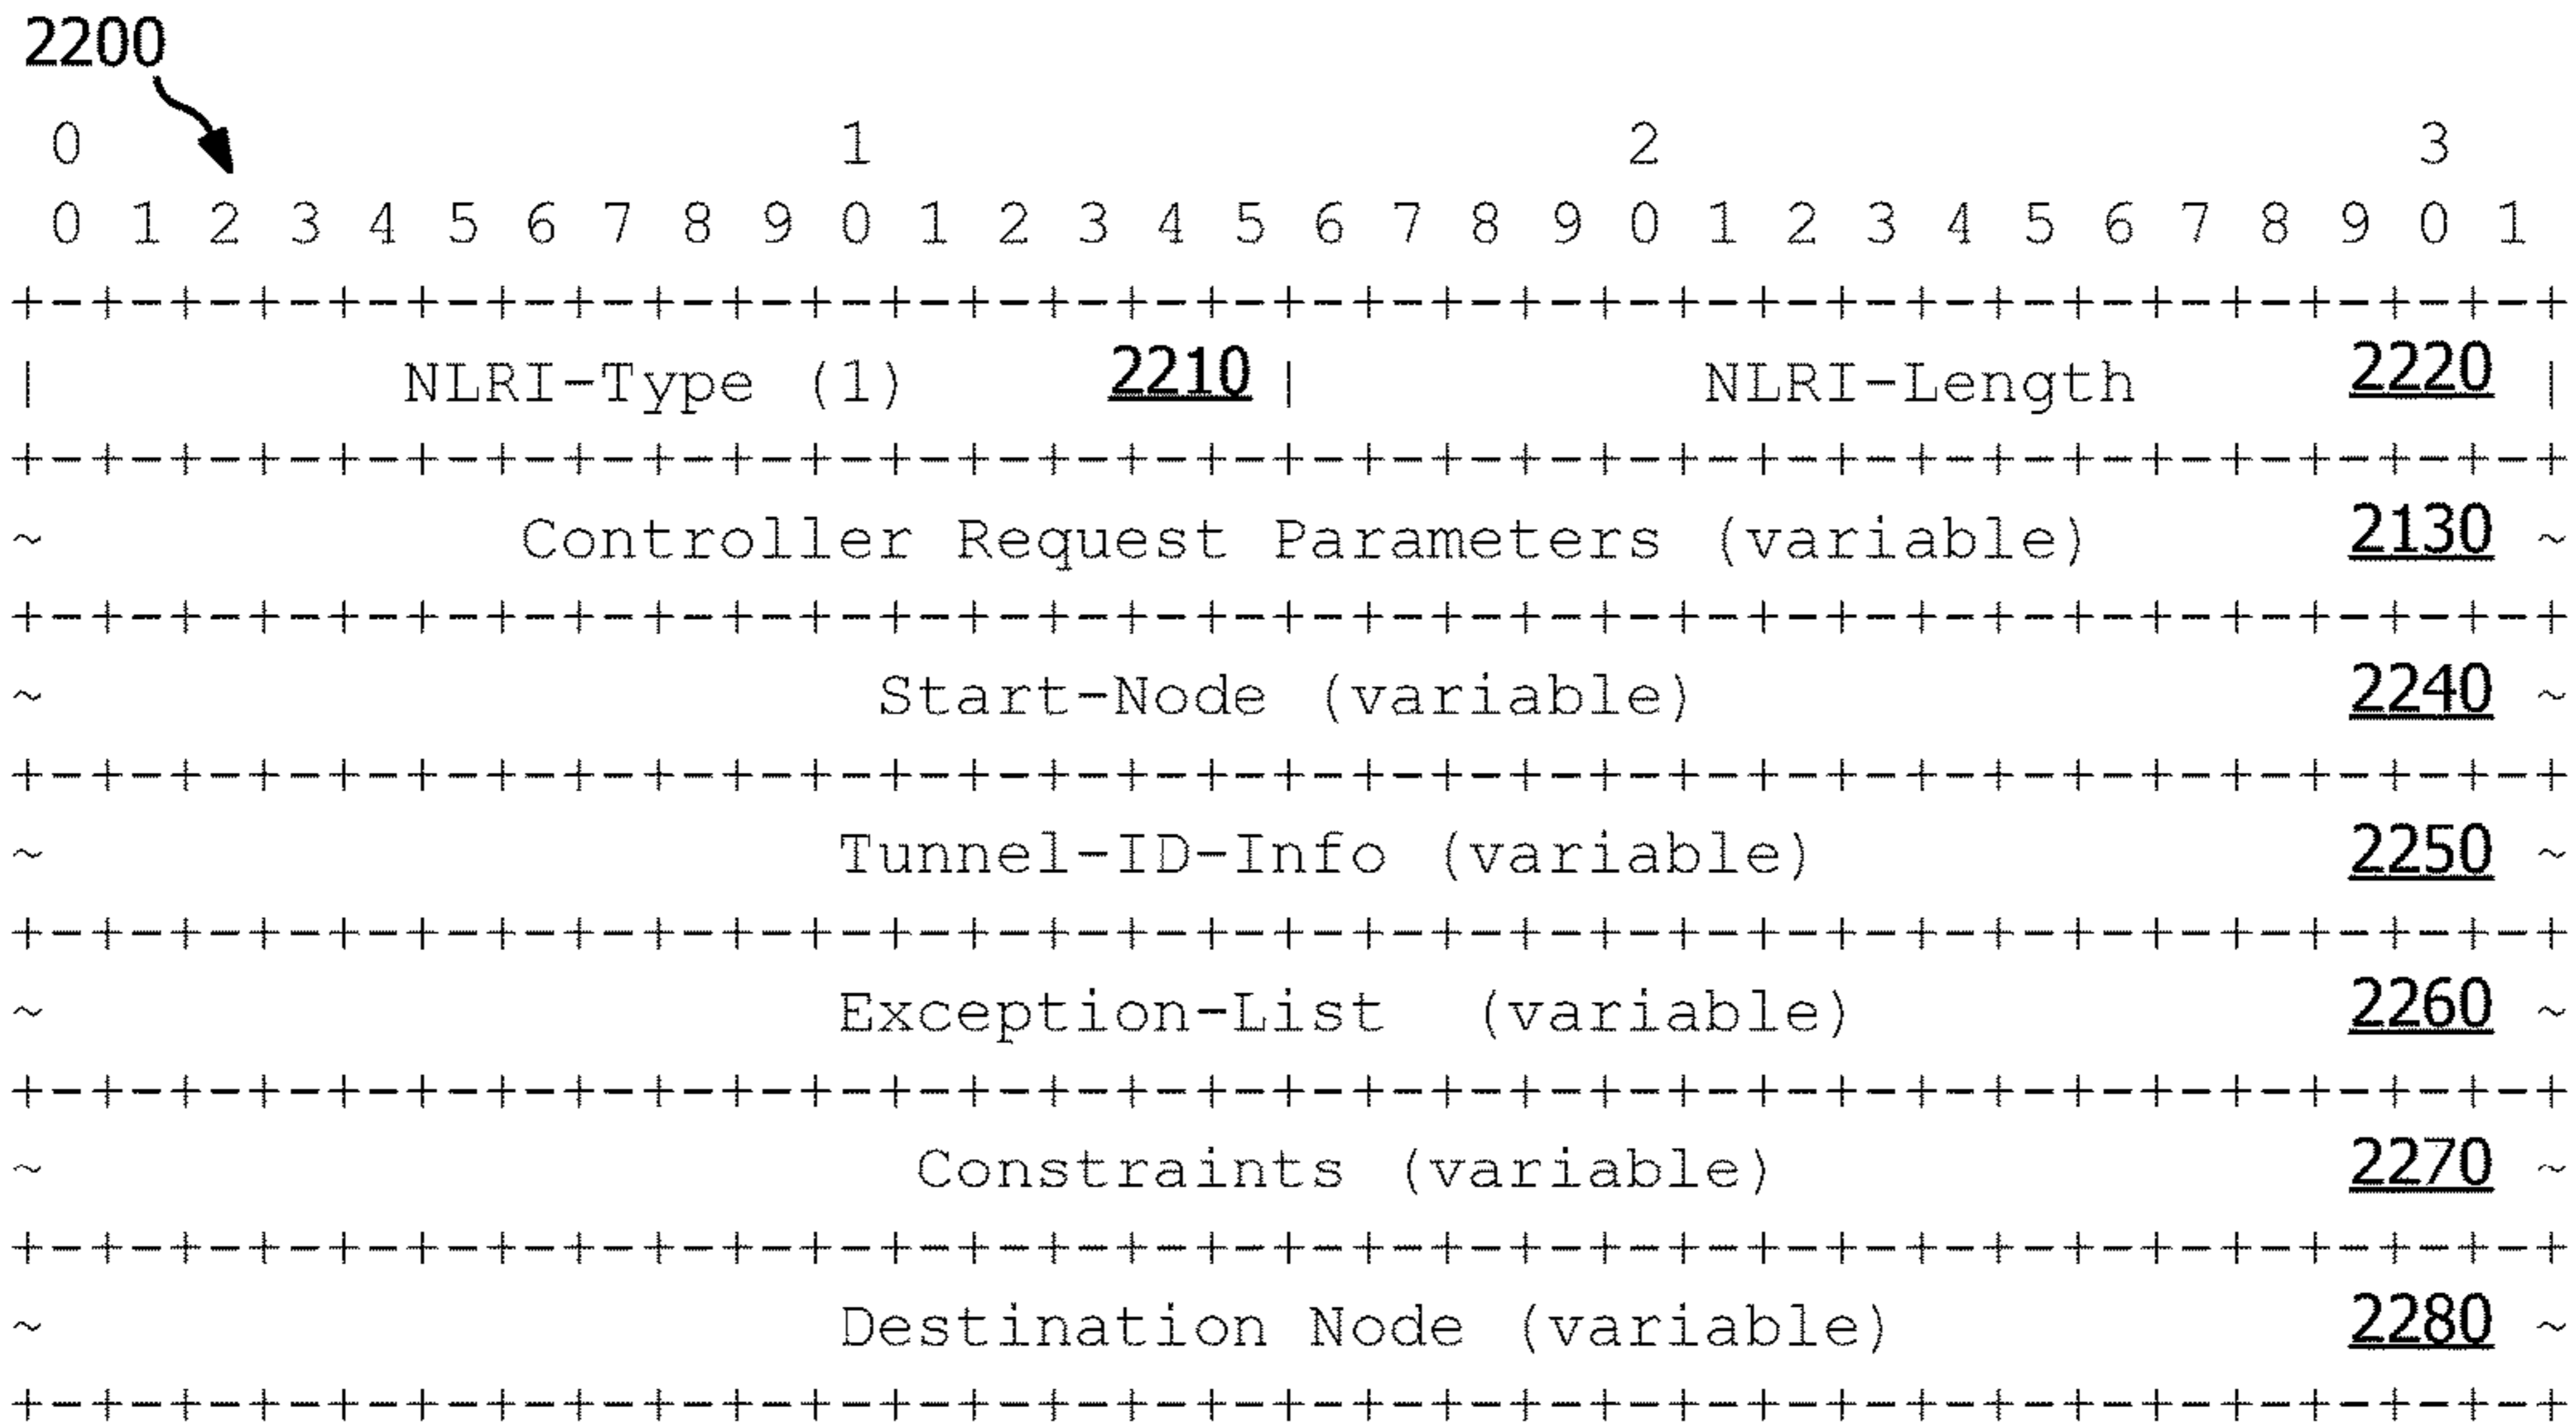 2200
0 1 2 3
0 1 2 3 4 5 6 7 8 9 0 1 2 3 4 5 6 7 8 9 0 1 2 3 4 5 6 7 8 9 0 1
+-+-+-+-+-+-+-+-+-+-+-+-+-+-+-+-+-+-+-+-+-+-+-+-+-+-+-+-+-+-+-+-+
| NLRI-Type (1) 2210 | NLRI-Length 2220 |
+-+-+-+-+-+-+-+-+-+-+-+-+-+-+-+-+-+-+-+-+-+-+-+-+-+-+-+-+-+-+-+-+
~ Controller Request Parameters (variable) 2130 ~
+-+-+-+-+-+-+-+-+-+-+-+-+-+-+-+-+-+-+-+-+-+-+-+-+-+-+-+-+-+-+-+-+
~ Start-Node (variable) 2240 ~
+-+-+-+-+-+-+-+-+-+-+-+-+-+-+-+-+-+-+-+-+-+-+-+-+-+-+-+-+-+-+-+-+
~ Tunnel-ID-Info (variable) 2250 ~
+-+-+-+-+-+-+-+-+-+-+-+-+-+-+-+-+-+-+-+-+-+-+-+-+-+-+-+-+-+-+-+-+
~ Exception-List (variable) 2260 ~
+-+-+-+-+-+-+-+-+-+-+-+-+-+-+-+-+-+-+-+-+-+-+-+-+-+-+-+-+-+-+-+-+
~ Constraints (variable) 2270 ~
+-+-+-+-+-+-+-+-+-+-+-+-+-+-+-+-+-+-+-+-+-+-+-+-+-+-+-+-+-+-+-+-+
~ Destination Node (variable) 2280 ~
+-+-+-+-+-+-+-+-+-+-+-+-+-+-+-+-+-+-+-+-+-+-+-+-+-+-+-+-+-+-+-+-+